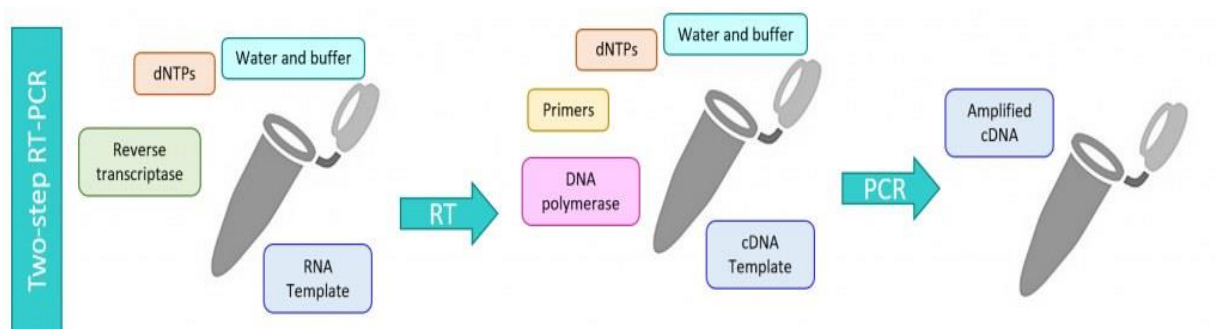 Two-step RT-PCR
dNTPs
Water and buffer
Reverse
transcriptase
RNA
Template
RT
dNTPs
Water and buffer
Primers
DNA
polymerase
cDNA
Template
PCR
Amplified
cDNA